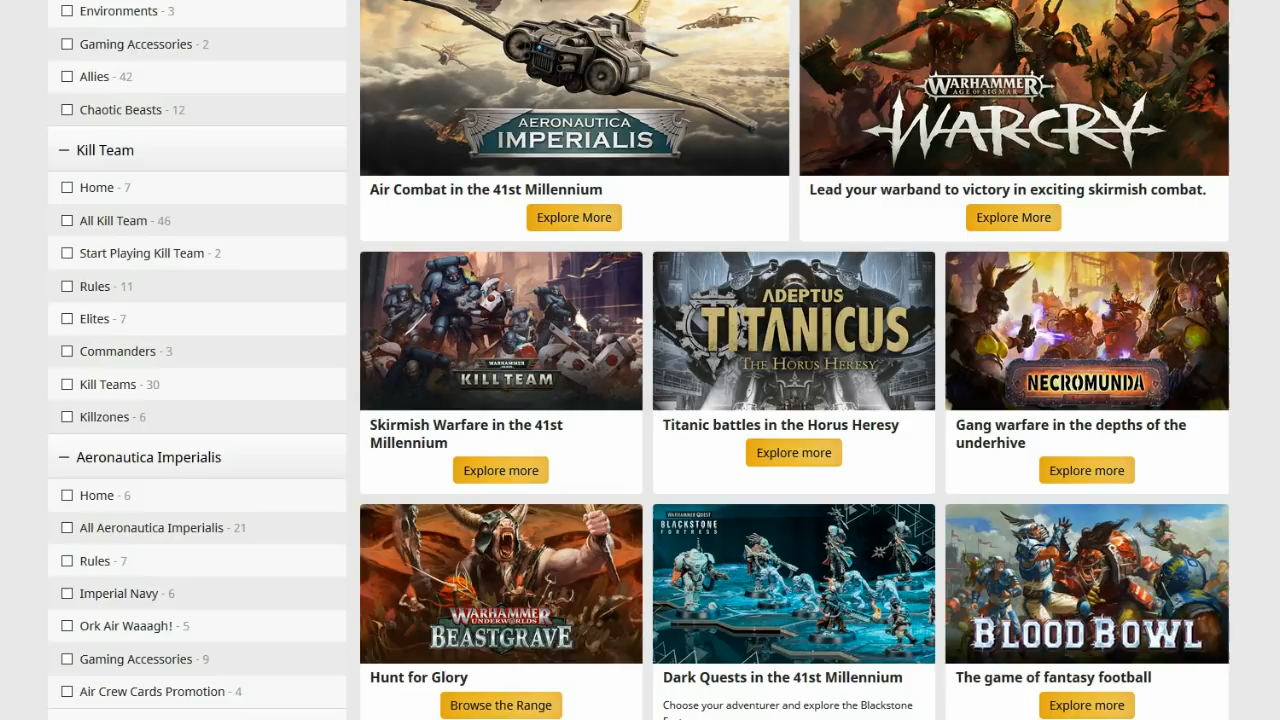 Environments - 3
Gaming Accessories - 2
Allies - 42
Chaotic Beasts - 12
Kill Team
Home - 7
All Kill Team - 46
Start Playing Kill Team - 2
Rules - 11
Elites - 7
Commanders - 3
Kill Teams - 30
Killzones - 6
Aeronautica Imperialis
Home - 6
All Aeronautica Imperialis - 21
Rules - 7
Imperial Navy - 6
Ork Air Waaagh! - 5
Gaming Accessories - 9
Air Crew Cards Promotion - 4
AERONAUTICA
IMPERIALIS
Air Combat in the 41st Millennium
Explore More
WARHAMMER
AGE OF SIGMAR
WARCRY
Lead your warband to victory in exciting skirmish combat.
Explore More
WARHAMMER
KILL TEAM
Skirmish Warfare in the 41st
Millennium
Explore more
ADEPTUS
TITANICUS
THE HORUS HERESY
Titanic battles in the Horus Heresy
Explore more
NECROMUNDA
Gang warfare in the depths of the
underhive
Explore more
WARHAMMER
UNDERWORLDS
BEASTGRAVE
Hunt for Glory
Browse the Range
WARHAMMER QUEST
BLACKSTONE
FORTRESS
Dark Quests in the 41st Millennium
Choose your adventurer and explore the Blackstone
BLOOD BOWL
The game of fantasy football
Explore more